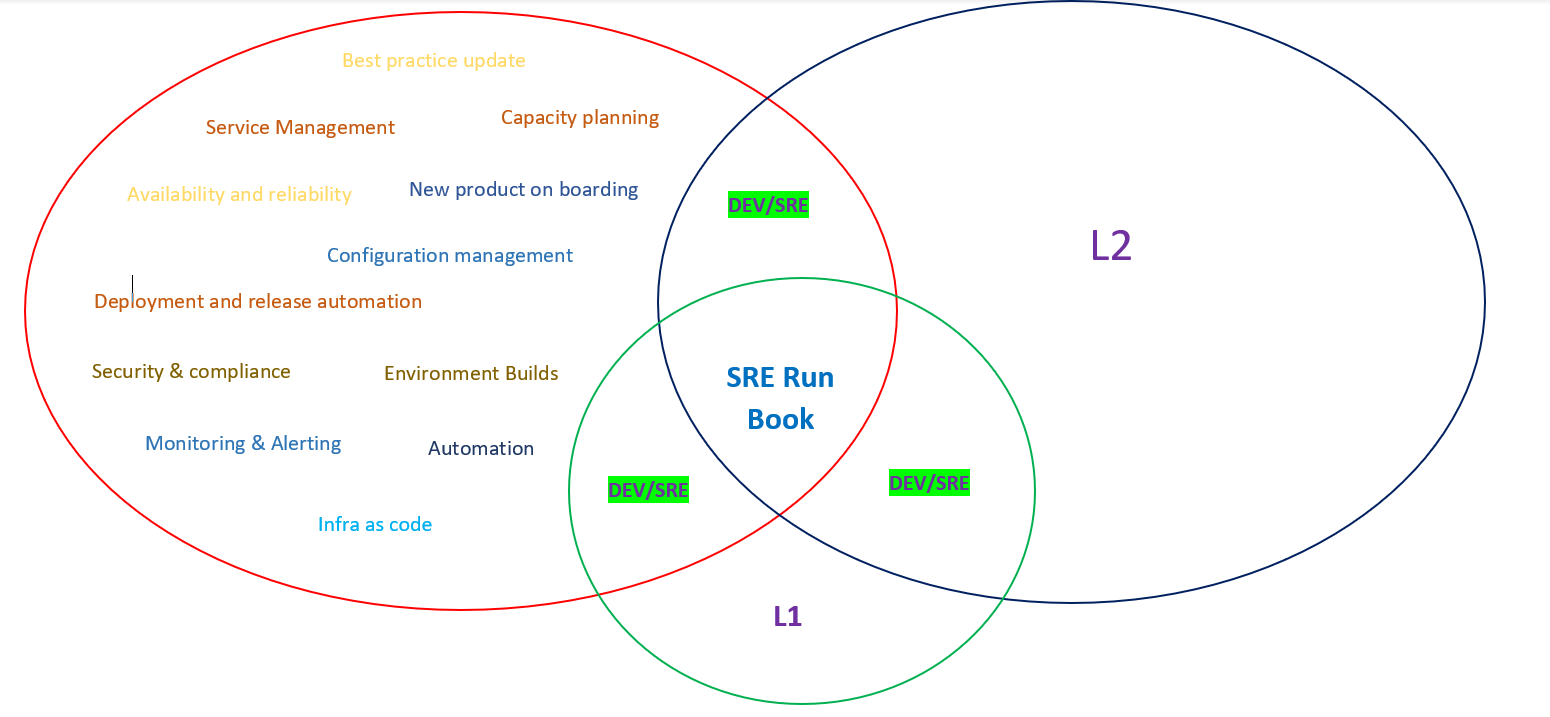 Best practice update
Service Management
Capacity planning
Availability and reliability
New product on boarding
DEV/SRE
L2
Configuration management
Deployment and release automation
Security & compliance
Environment Builds
SRE Run
Book
Monitoring & Alerting
Automation
DEV/SRE
DEV/SRE
Infra as code
L1